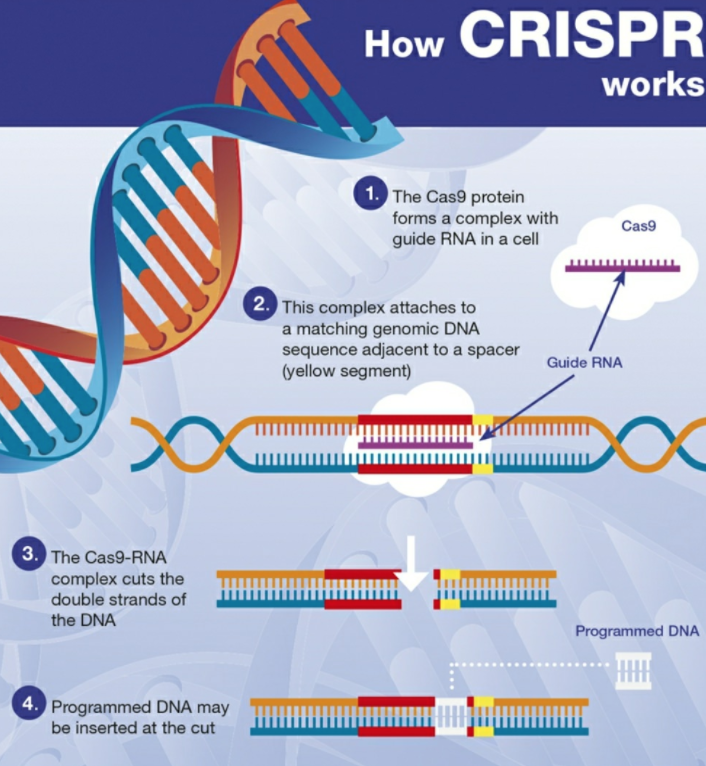 How CRISPR
works
1. The Cas9 protein
forms a complex with
guide RNA in a cell
Cas9
2. This complex attaches to
a matching genomic DNA
sequence adjacent to a spacer
(yellow segment)
Guide RNA
3. The Cas9-RNA
complex cuts the
double strands of
the DNA
Programmed DNA
4. Programmed DNA may
be inserted at the cut